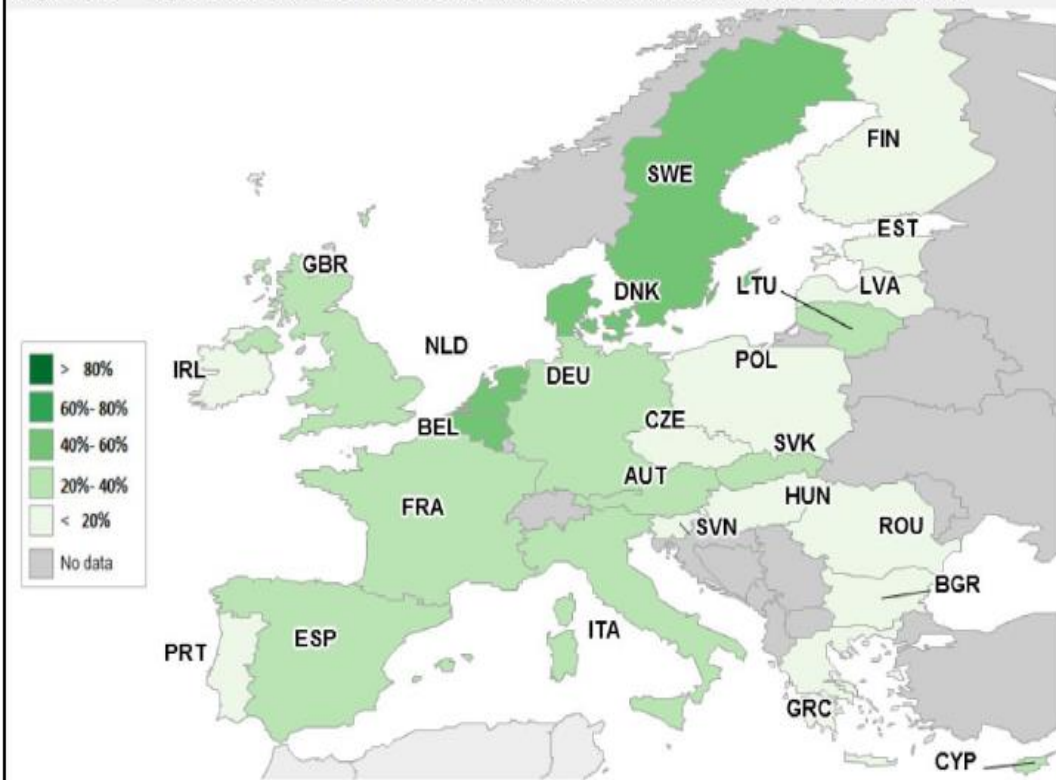 FIN
SWE
EST
GBR
DNK
LTU
LVA
NLD
IRL
DEU
POL
BEL
CZE
SVK
AUT
FRA
HUN
SVN
ROU
BGR
ESP
ITA
PRT
GRC
CYP
> 80%
60%- 80%
40%- 60%
20%- 40%
< 20%
No data